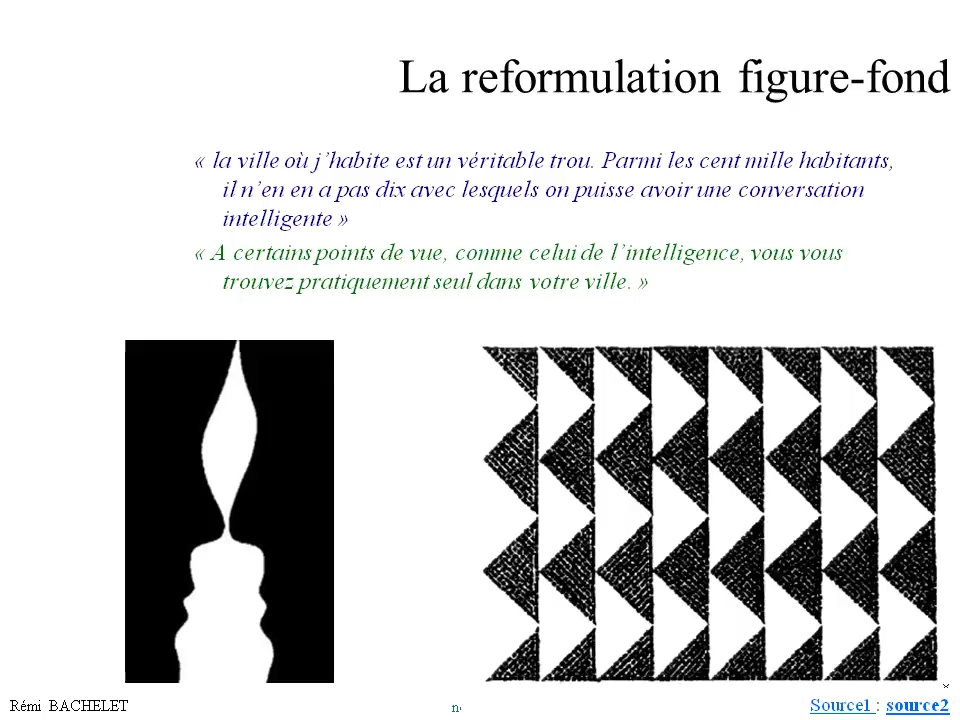 La reformulation figure-fond
« la ville où j’habite est un véritable trou. Parmi les cent mille habitants,
il n’en en a pas dix avec lesquels on puisse avoir une conversation
intelligente »
« A certains points de vue, comme celui de l’intelligence, vous vous
trouvez pratiquement seul dans votre ville. »
*
Rémi BACHELET
Source1 : source2